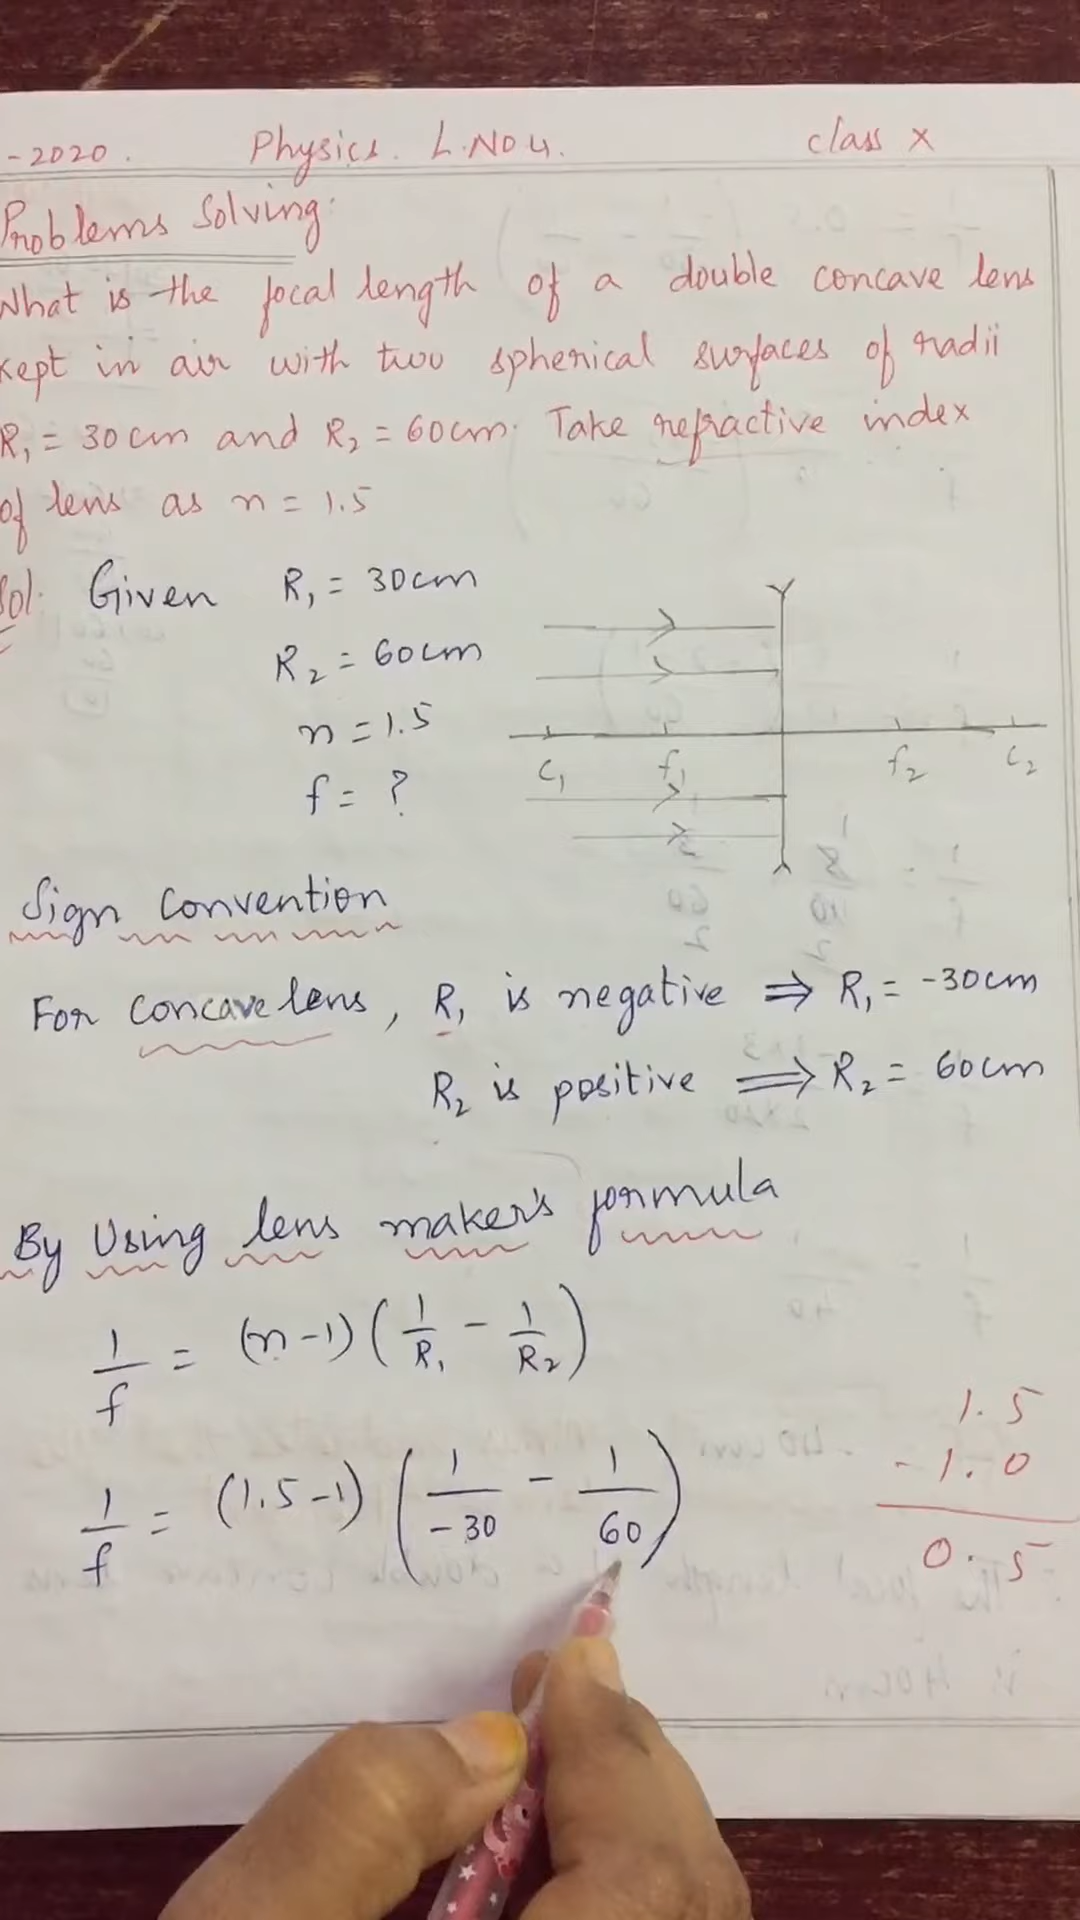 -2020. Physics. L.NO 4. class X
Problems Solving:
What is the focal length of a double concave lens
kept in air with two spherical surfaces of radii
R₁ = 30cm and R₂ = 60cm. Take refractive index
of lens as n = 1.5
Sol. Given R₁ = 30cm
R₂ = 60cm
n = 1.5
f = ?
C₁ f₁ f₂ C₂
Sign convention
For concave lens, R₁ is negative ⇒ R₁ = -30cm
R₂ is positive ⇒ R₂ = 60cm
By Using lens maker's formula
1/f = (n-1) (1/R₁ - 1/R₂)
1/f = (1.5-1) (1/-30 - 1/60)
1.5
-1.0
0.5